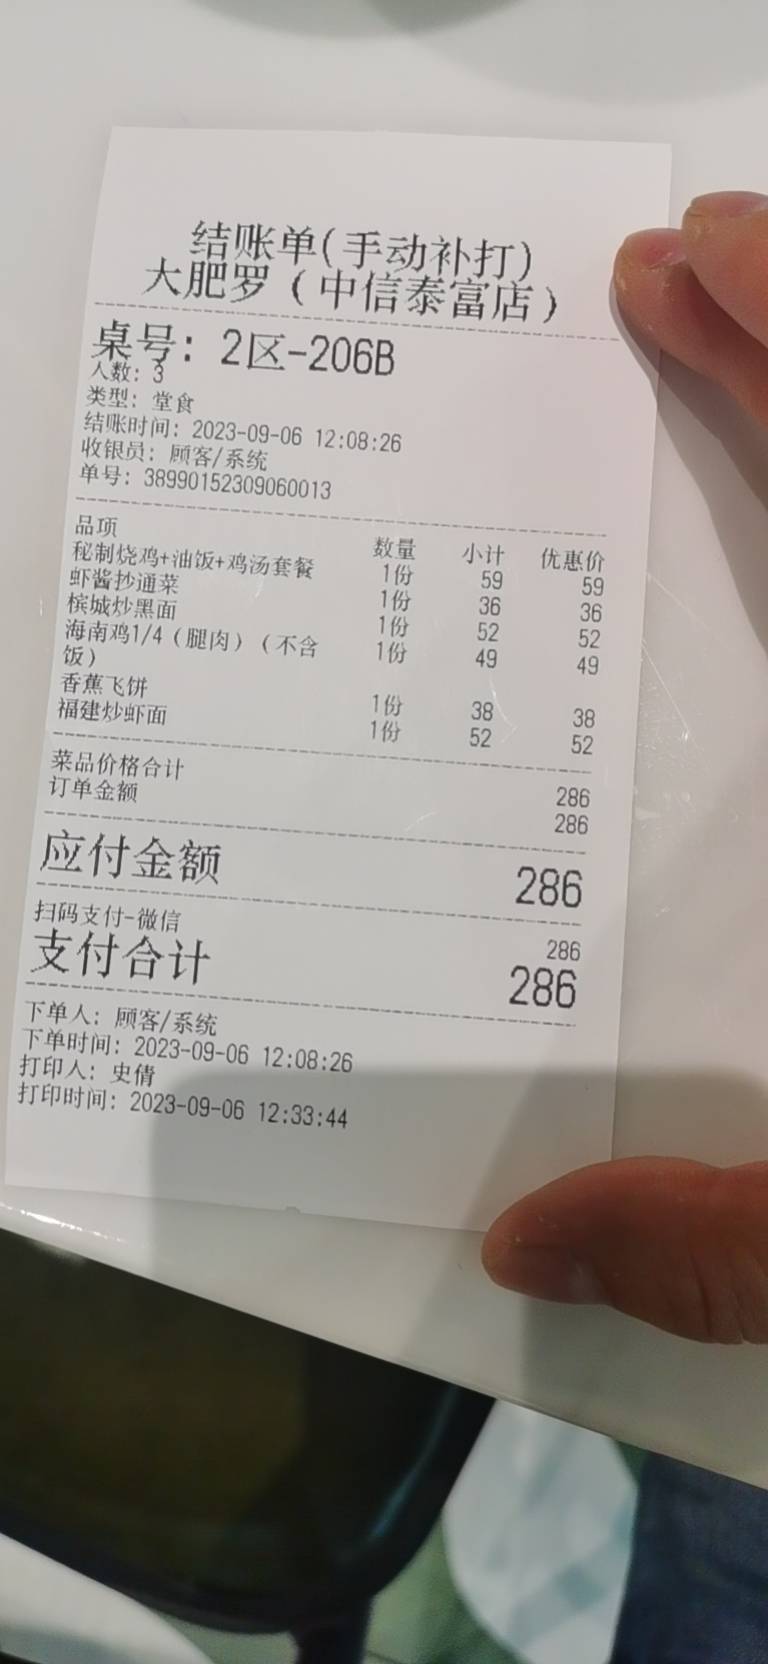 结账单(手动补打)
大肥罗（中信泰富店）
桌号: 2区-206B
人数: 3
类型: 堂食
结账时间: 2023-09-06 12:08:26
收银员: 顾客/系统
单号: 38990152309060013
品项 数量 小计 优惠价
秘制烧鸡+油饭+鸡汤套餐 1份 59 59
虾酱抄通菜 1份 36 36
槟城炒黑面 1份 52 52
海南鸡1/4（腿肉）（不含 1份 49 49
饭）
香蕉飞饼 1份 38 38
福建炒虾面 1份 52 52
菜品价格合计 286
订单金额 286
应付金额 286
扫码支付-微信 286
支付合计 286
下单人: 顾客/系统
下单时间: 2023-09-06 12:08:26
打印人: 史倩
打印时间: 2023-09-06 12:33:44